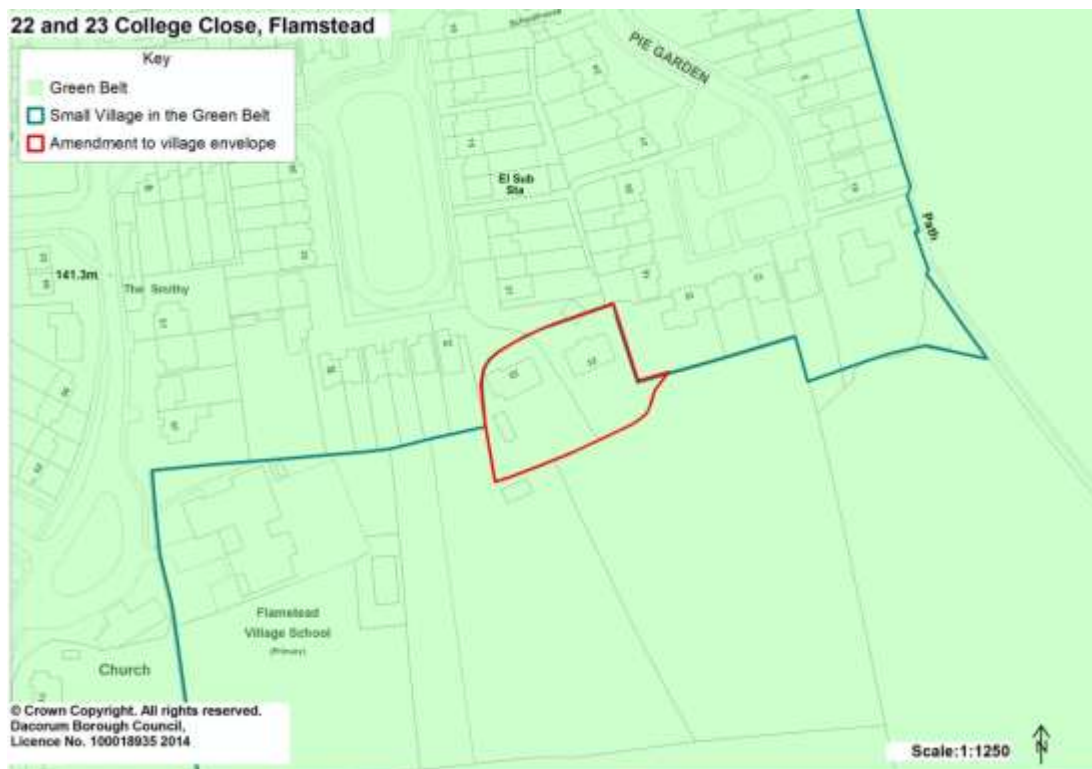 22 and 23 College Close, Flamstead
Key
Green Belt
Small Village in the Green Belt
Amendment to village envelope
PIE GARDEN
El Sub
Sta
Path
141.3m
The Smithy
Flamstead
Village School
(Primary)
Church
© Crown Copyright. All rights reserved.
Dacorum Borough Council,
Licence No. 100018935 2014
Scale:1:1250
N